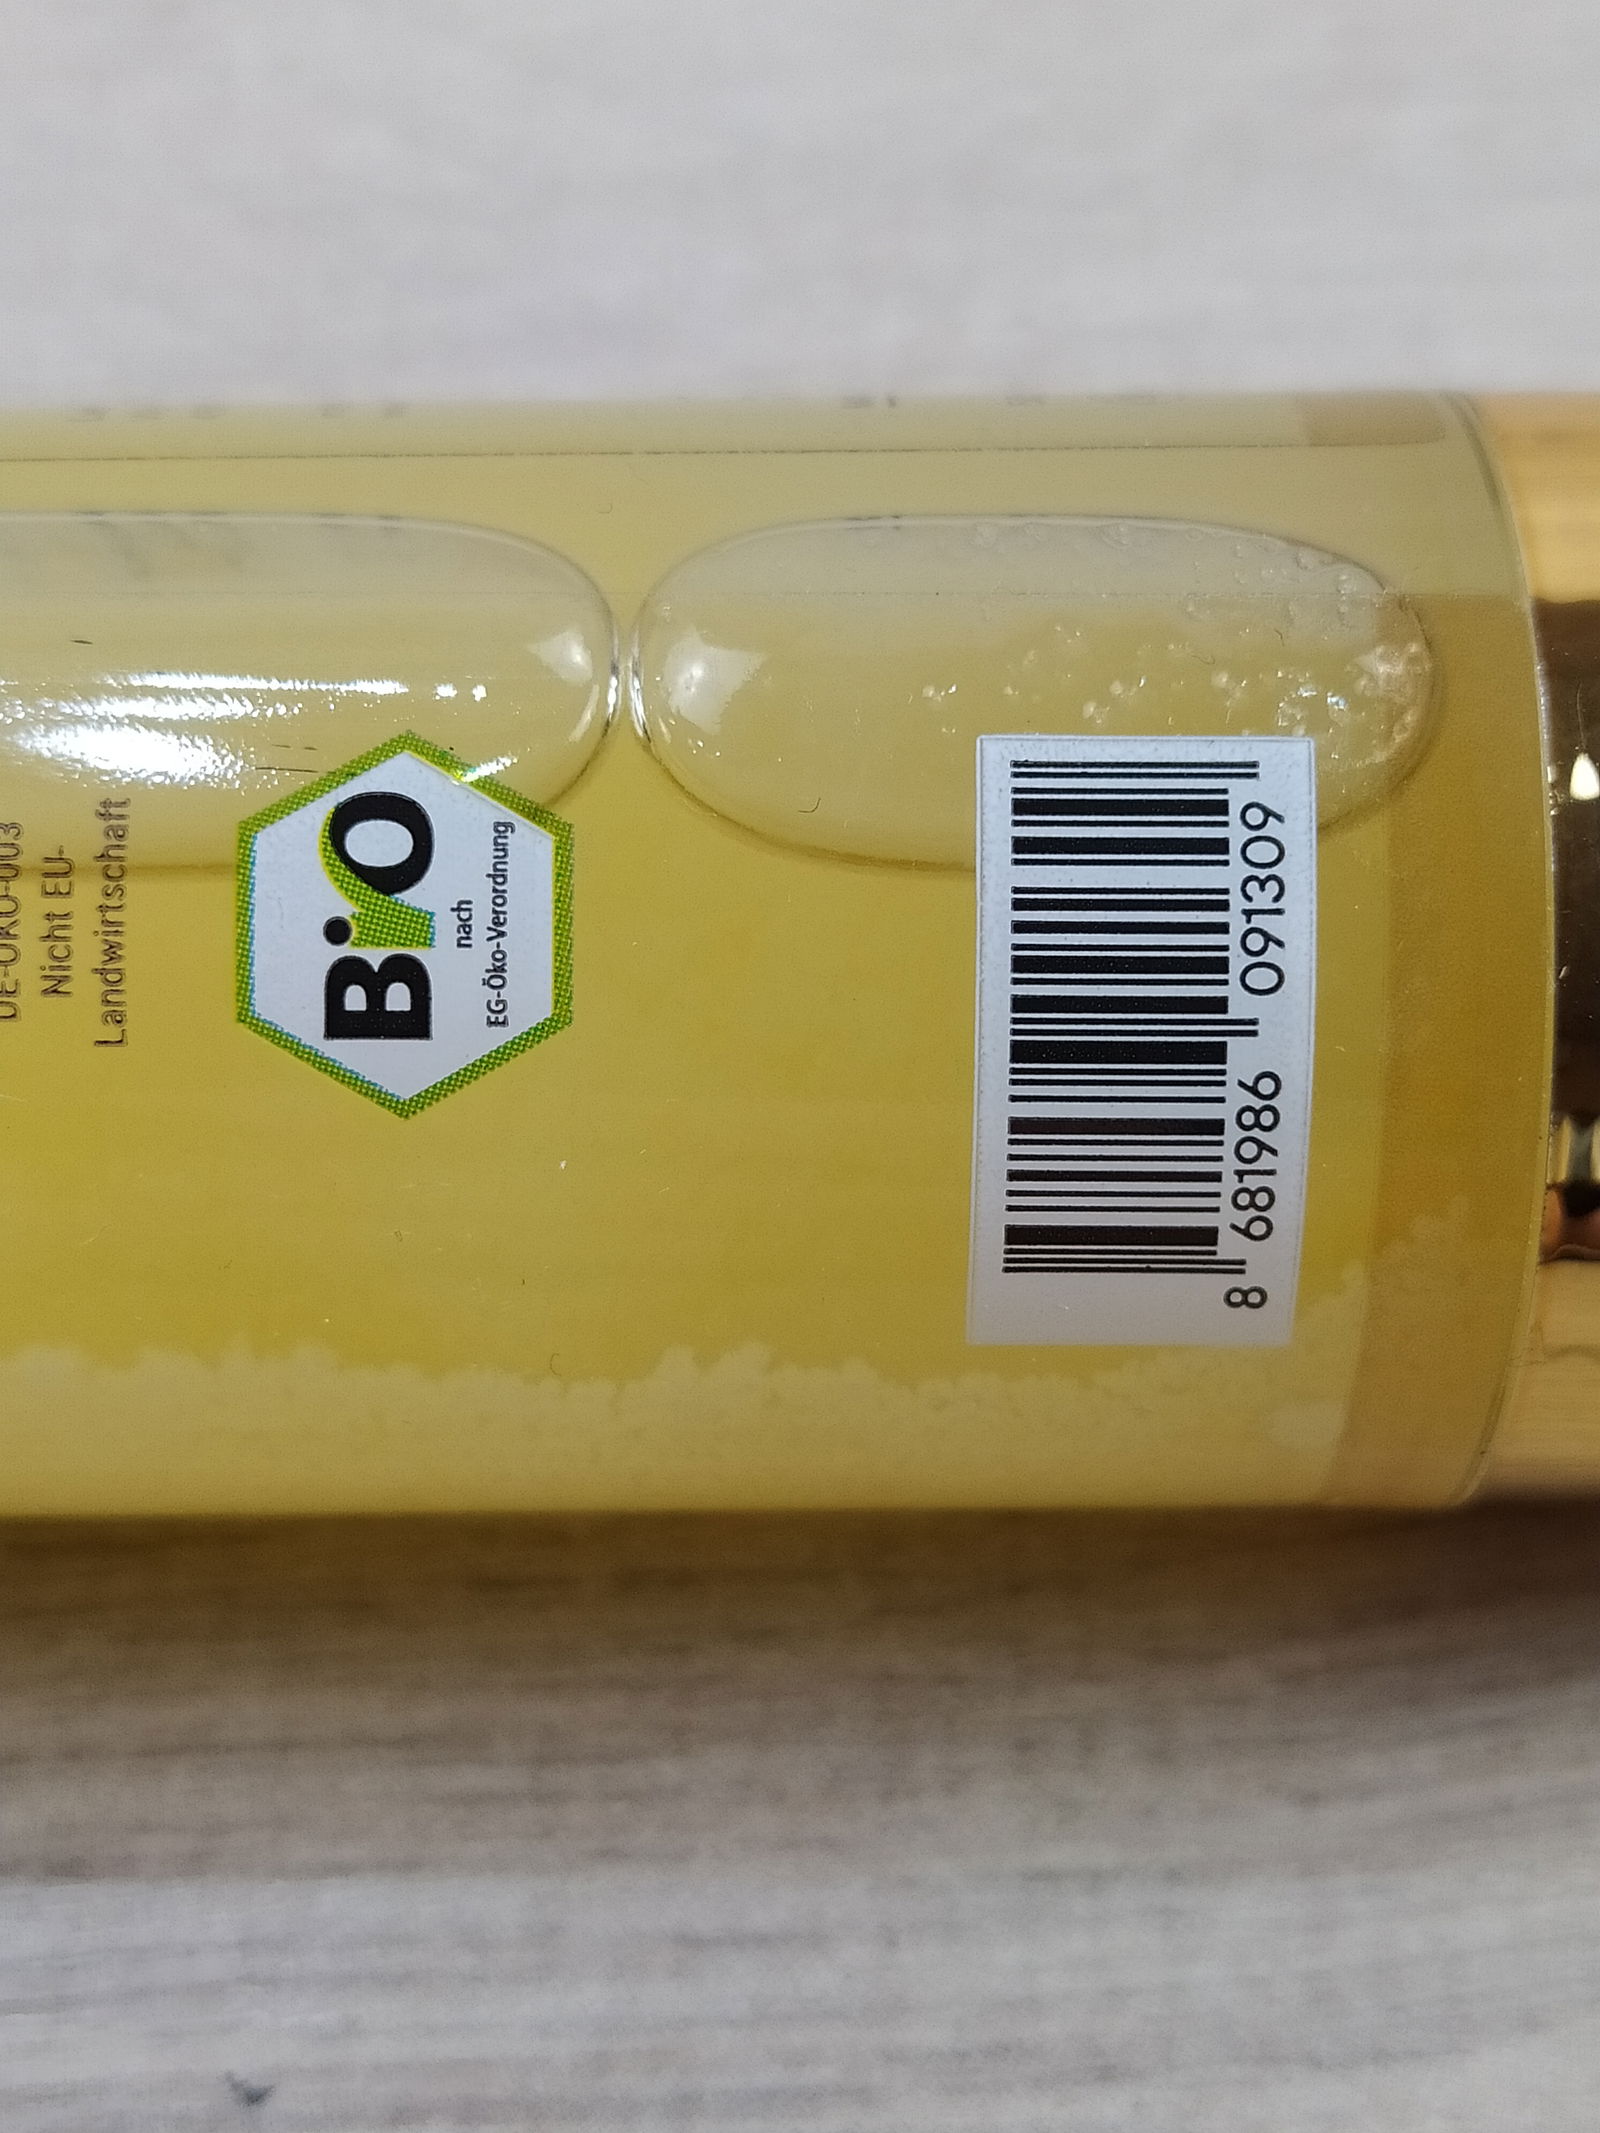 DE-ÖKO-003
Nicht EU-
Landwirtschaft
Bio
nach
EG-Öko-Verordnung
8 681986 091309